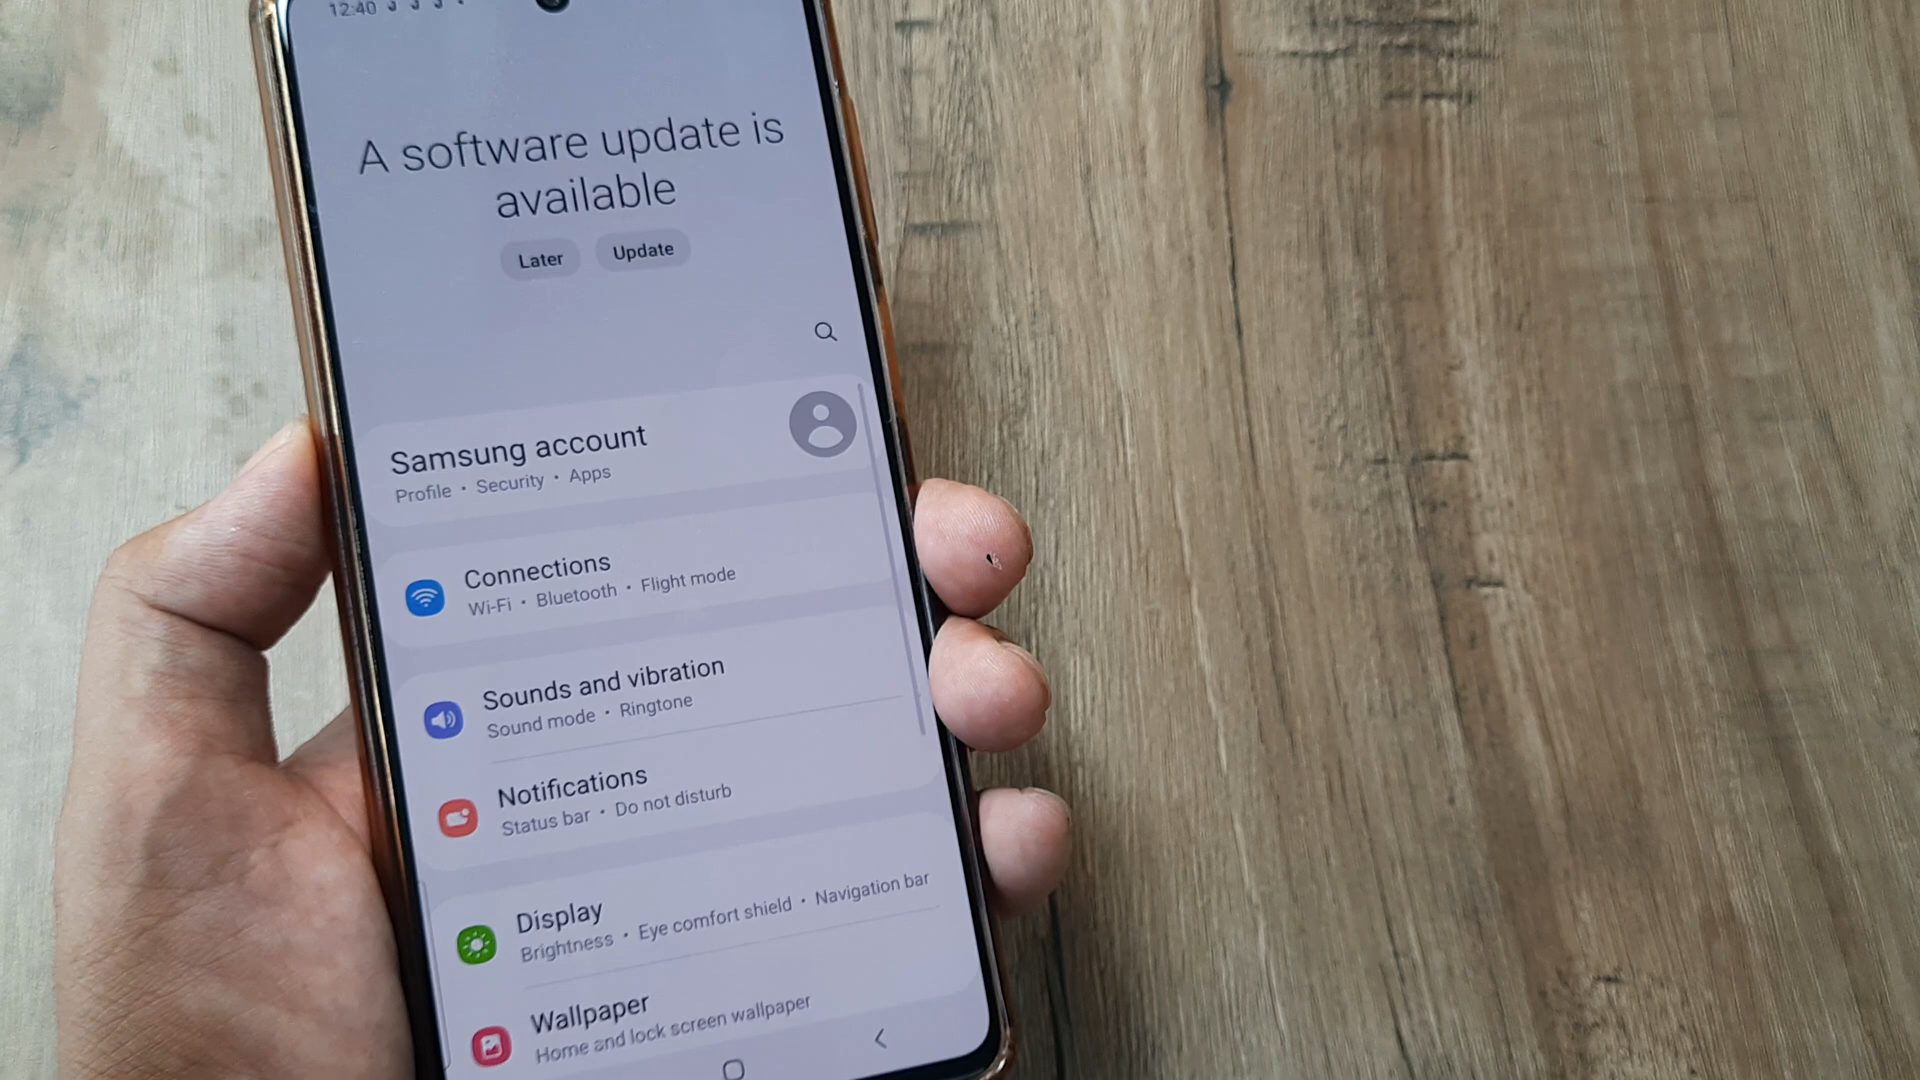 12:40
A software update is
available
Later Update
Samsung account
Profile • Security • Apps
Connections
Wi-Fi • Bluetooth • Flight mode
Sounds and vibration
Sound mode • Ringtone
Notifications
Status bar • Do not disturb
Display
Brightness • Eye comfort shield • Navigation bar
Wallpaper
Home and lock screen wallpaper